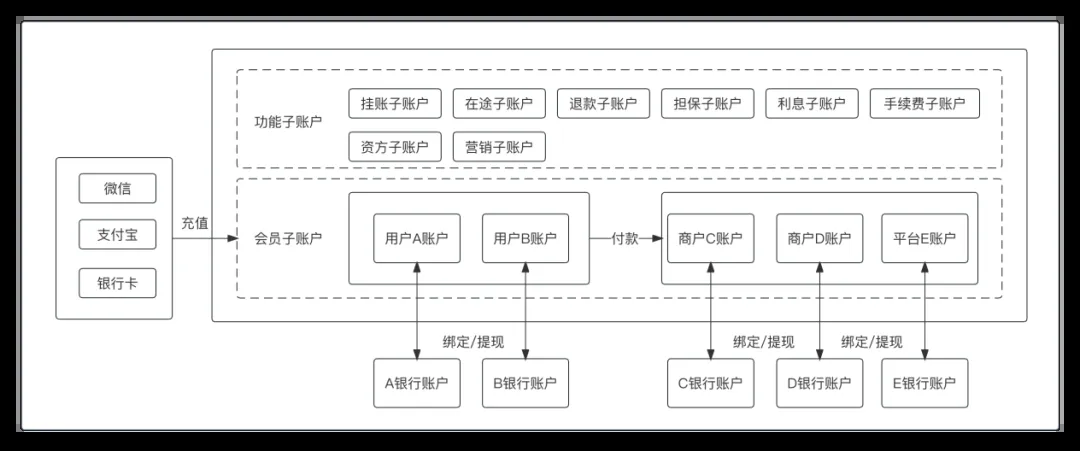 挂账子账户
在途子账户
退款子账户
担保子账户
利息子账户
手续费子账户
功能子账户
资方子账户
营销子账户
微信
支付宝
银行卡
充值
会员子账户
用户A账户
用户B账户
付款
商户C账户
商户D账户
平台E账户
绑定/提现
绑定/提现
绑定/提现
A银行账户
B银行账户
C银行账户
D银行账户
E银行账户